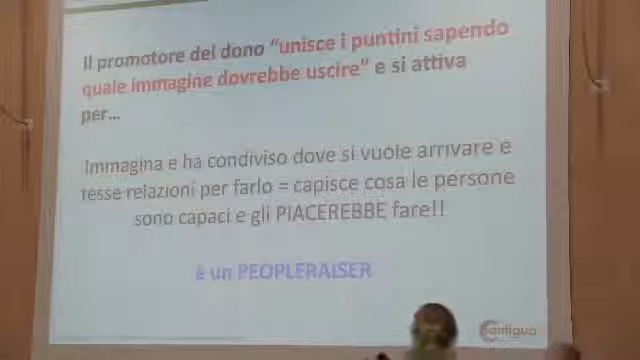 Il promotore del dono “unisce i puntini sapendo
quale immagine dovrebbe uscire” e si attiva
per...
Immagina e ha condiviso dove si vuole arrivare e
tesse relazioni per farlo = capisce cosa le persone
sono capaci e gli PIACEREBBE fare!!
è un PEOPLERAISER